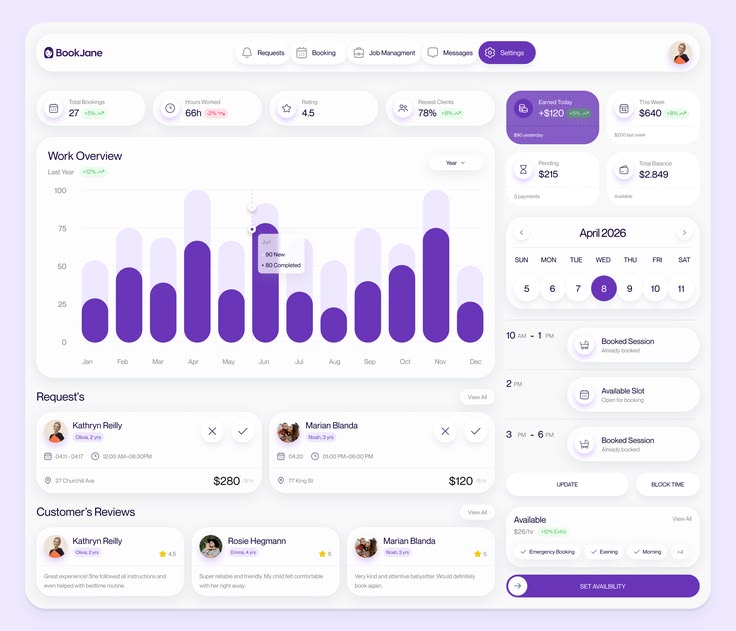 BookJane
Requests
Booking
Job Managment
Messages
Settings
Total Bookings
27 +5%
Hours Worked
66h -2%
Rating
4.5
Repeat Clients
78% +8%
Earned Today
+$120 +5%
$90 yesterday
This Week
$640 +8%
$200 last week
Pending
$215
3 payments
Total Balance
$2.849
Available
Work Overview
Last Year +12%
Year
100
75
50
25
0
Jun
90 New
80 Completed
Jan Feb Mar Apr May Jun Jul Aug Sep Oct Nov Dec
April 2026
SUN MON TUE WED THU FRI SAT
5 6 7 8 9 10 11
10 AM - 1 PM
Booked Session
Already booked
2 PM
Available Slot
Open for booking
3 PM - 6 PM
Booked Session
Already booked
UPDATE
BLOCK TIME
Request's
View All
Kathryn Reilly
Olivia, 2 yrs
04.11 - 04.17 12:00 AM-08:30PM
27 Churchill Ave
$280
Marian Blanda
Noah, 3 yrs
04.20 01:00 PM-06:00 PM
77 King St
$120
Customer's Reviews
View All
Kathryn Reilly
Olivia, 2 yrs
4.5
Great experience! She followed all instructions and
even helped with bedtime routine.
Rosie Hegmann
Emma, 4 yrs
5
Super reliable and friendly. My child felt comfortable
with her right away.
Marian Blanda
Noah, 3 yrs
5
Very kind and attentive babysitter. Would definitely
book again.
Available
View All
$26/hr +10% Extra
Emergency Booking
Evening
Morning
+4
SET AVAILBILITY